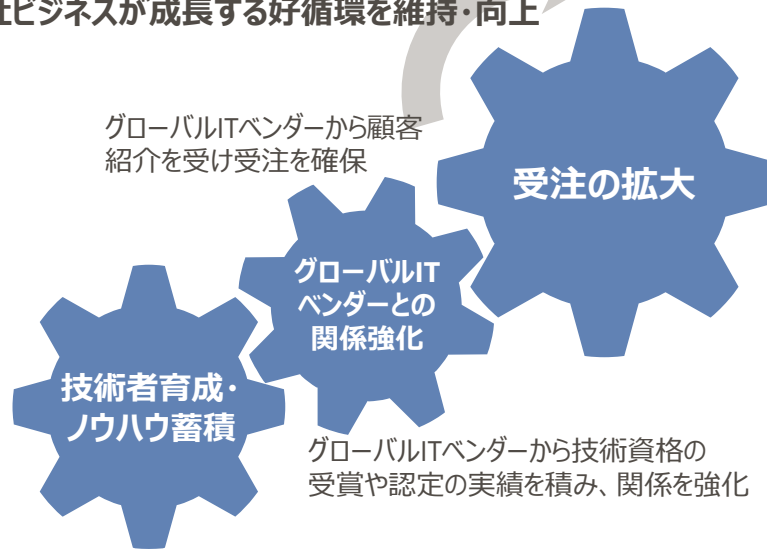 社ビジネスが成長する好循環を維持・向上
グローバルITベンダーから顧客
紹介を受け受注を確保
受注の拡大
グローバルIT
ベンダーとの
関係強化
技術者育成・
ノウハウ蓄積
グローバルITベンダーから技術資格の
受賞や認定の実績を積み、関係を強化